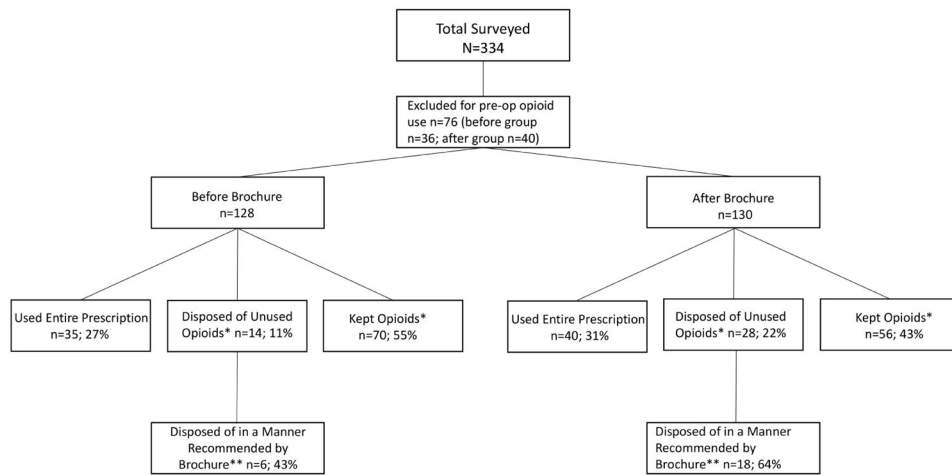 Total Surveyed
N=334
Excluded for pre-op opioid
use n=76 (before group
n=36; after group n=40)
Before Brochure
n=128
After Brochure
n=130
Used Entire Prescription
n=35; 27%
Disposed of Unused
Opioids* n=14; 11%
Kept Opioids*
n=70; 55%
Used Entire Prescription
n=40; 31%
Disposed of Unused
Opioids* n=28; 22%
Kept Opioids*
n=56; 43%
Disposed of in a Manner
Recommended by
Brochure** n=6; 43%
Disposed of in a Manner
Recommended by
Brochure** n=18; 64%